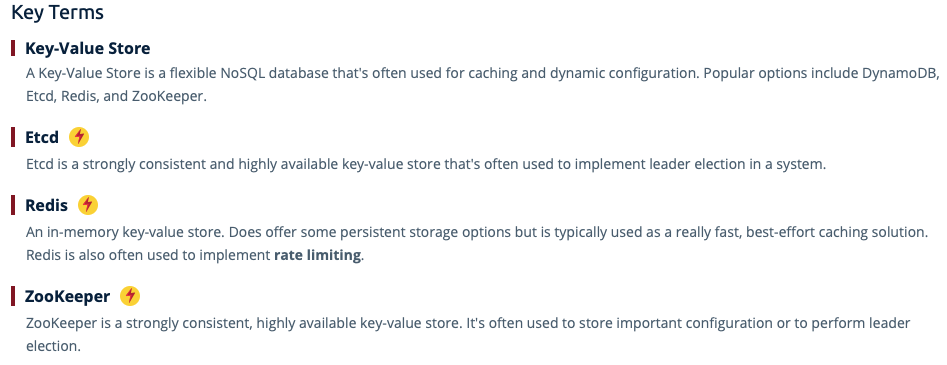 Key Terms
Key-Value Store
A Key-Value Store is a flexible NoSQL database that's often used for caching and dynamic configuration. Popular options include DynamoDB,
Etcd, Redis, and ZooKeeper.
Etcd
Etcd is a strongly consistent and highly available key-value store that's often used to implement leader election in a system.
Redis
An in-memory key-value store. Does offer some persistent storage options but is typically used as a really fast, best-effort caching solution.
Redis is also often used to implement rate limiting.
ZooKeeper
ZooKeeper is a strongly consistent, highly available key-value store. It's often used to store important configuration or to perform leader
election.